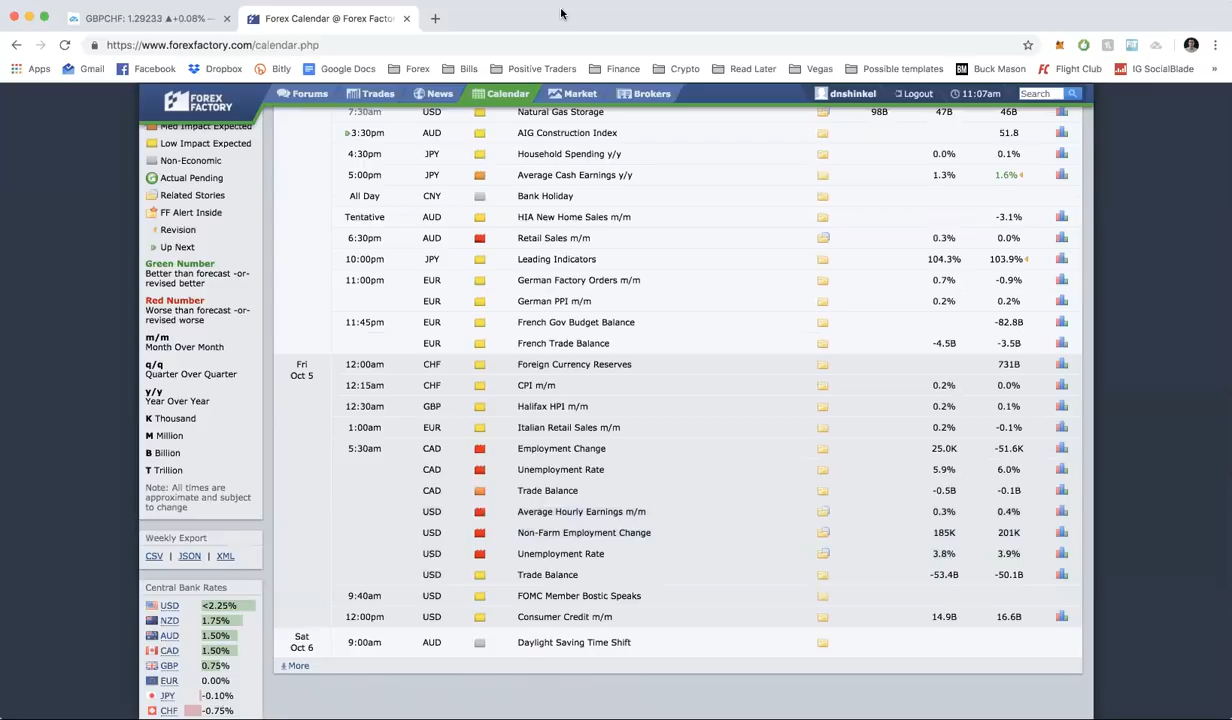 GBPCHF: 1.29233 ▲+0.08% —
Forex Calendar @ Forex Facto
https://www.forexfactory.com/calendar.php
Apps Gmail Facebook Dropbox Bitly Google Docs Forex Bills Positive Traders Finance Crypto Read Later Vegas Possible templates BM Buck Mason Flight Club IG SocialBlade »
FOREX FACTORY
Forums Trades News Calendar Market Brokers dnshinkel Logout 11:07am Search
Med Impact Expected
Low Impact Expected
Non-Economic
Actual Pending
Related Stories
FF Alert Inside
Revision
Up Next
Green Number
Better than forecast -or-
revised better
Red Number
Worse than forecast -or-
revised worse
m/m
Month Over Month
q/q
Quarter Over Quarter
y/y
Year Over Year
K Thousand
M Million
B Billion
T Trillion
Note: All times are
approximate and subject
to change
Weekly Export
CSV | JSON | XML
Central Bank Rates
USD <2.25%
NZD 1.75%
AUD 1.50%
CAD 1.50%
GBP 0.75%
EUR 0.00%
JPY -0.10%
CHF -0.75%
7:30am USD Natural Gas Storage 98B 47B 46B
3:30pm AUD AIG Construction Index 51.8
4:30pm JPY Household Spending y/y 0.0% 0.1%
5:00pm JPY Average Cash Earnings y/y 1.3% 1.6%
All Day CNY Bank Holiday
Tentative AUD HIA New Home Sales m/m -3.1%
6:30pm AUD Retail Sales m/m 0.3% 0.0%
10:00pm JPY Leading Indicators 104.3% 103.9%
11:00pm EUR German Factory Orders m/m 0.7% -0.9%
EUR German PPI m/m 0.2% 0.2%
11:45pm EUR French Gov Budget Balance -82.8B
EUR French Trade Balance -4.5B -3.5B
Fri 12:00am CHF Foreign Currency Reserves 731B
Oct 5
12:15am CHF CPI m/m 0.2% 0.0%
12:30am GBP Halifax HPI m/m 0.2% 0.1%
1:00am EUR Italian Retail Sales m/m 0.2% -0.1%
5:30am CAD Employment Change 25.0K -51.6K
CAD Unemployment Rate 5.9% 6.0%
CAD Trade Balance -0.5B -0.1B
USD Average Hourly Earnings m/m 0.3% 0.4%
USD Non-Farm Employment Change 185K 201K
USD Unemployment Rate 3.8% 3.9%
USD Trade Balance -53.4B -50.1B
9:40am USD FOMC Member Bostic Speaks
12:00pm USD Consumer Credit m/m 14.9B 16.6B
Sat 9:00am AUD Daylight Saving Time Shift
Oct 6
More